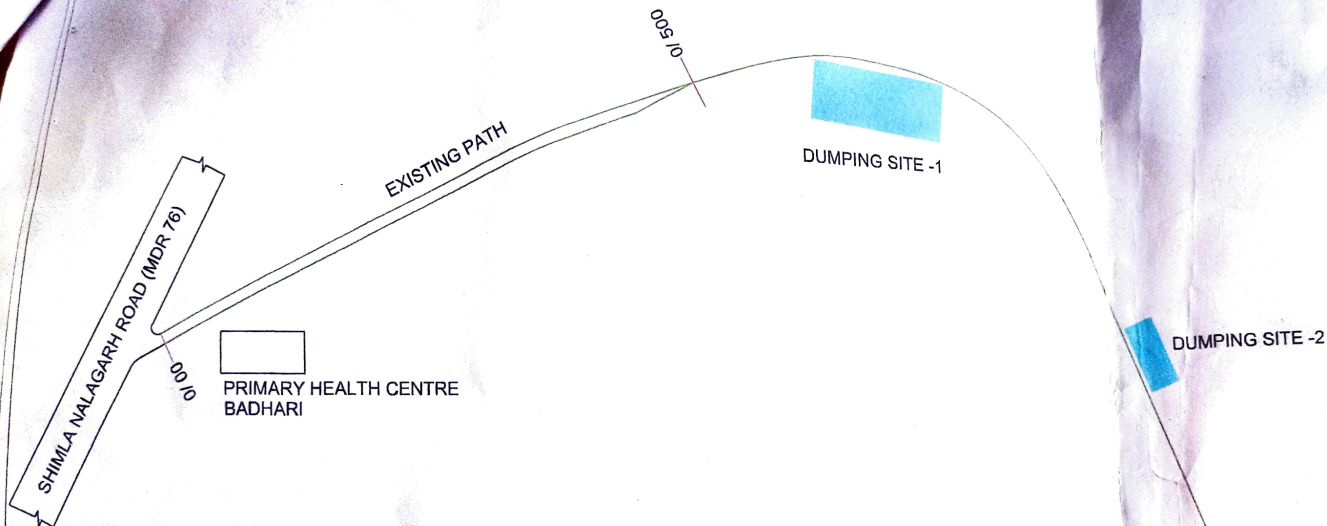 0/ 500
EXISTING PATH
DUMPING SITE -1
SHIMLA NALAGARH ROAD (MDR 76)
0/ 00
PRIMARY HEALTH CENTRE
BADHARI
DUMPING SITE -2